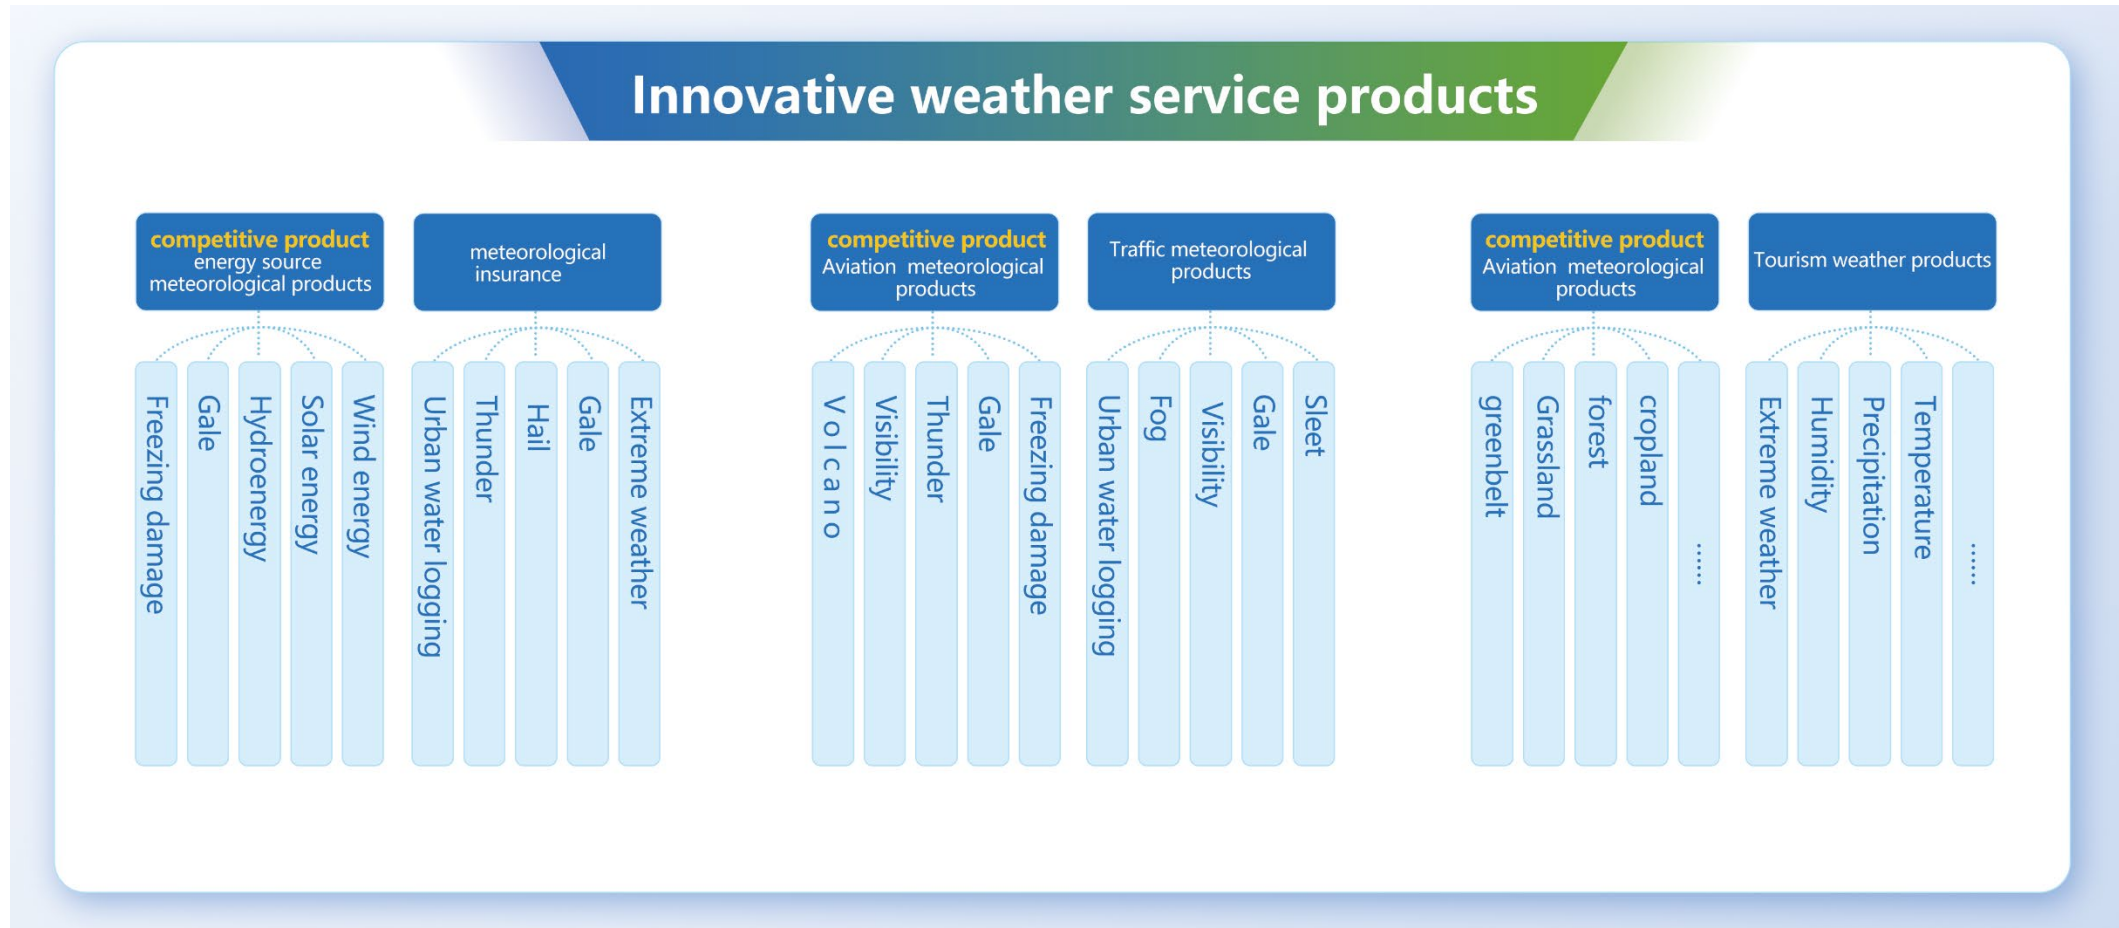 Innovative weather service products
competitive product
energy source
meteorological products
Freezing damage
Gale
Hydroenergy
Solar energy
Wind energy
meteorological
insurance
Urban water logging
Thunder
Hail
Gale
Extreme weather
competitive product
Aviation meteorological
products
Volcano
Visibility
Thunder
Gale
Freezing damage
Traffic meteorological
products
Urban water logging
Fog
Visibility
Gale
Sleet
competitive product
Aviation meteorological
products
greenbelt
Grassland
forest
cropland
......
Tourism weather products
Extreme weather
Humidity
Precipitation
Temperature
......